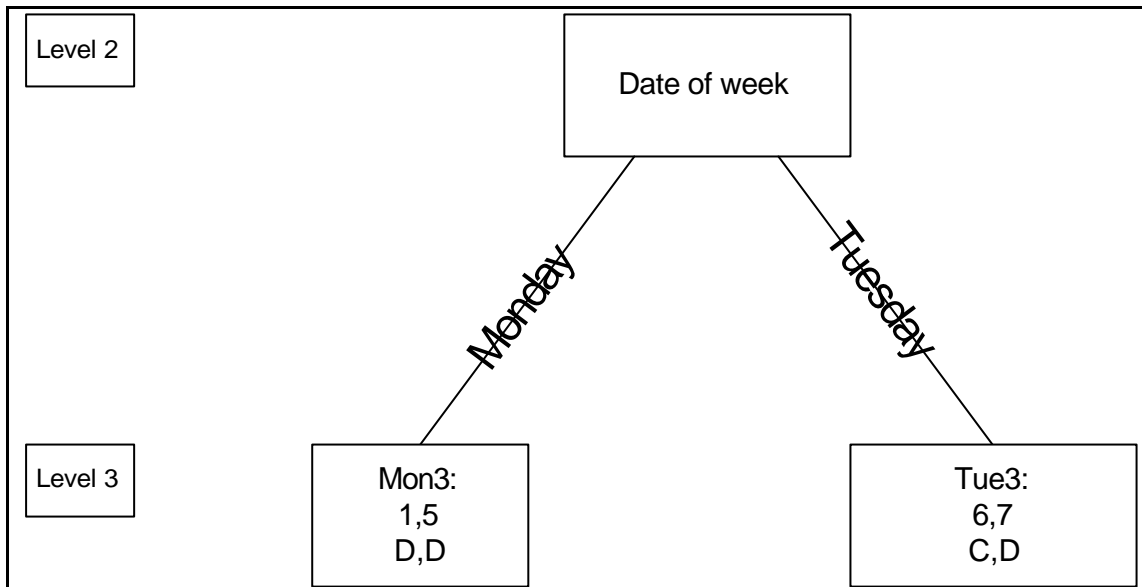 Level 2
Date of week
Monday
Tuesday
Level 3
Mon3:
1,5
D,D
Tue3:
6,7
C,D